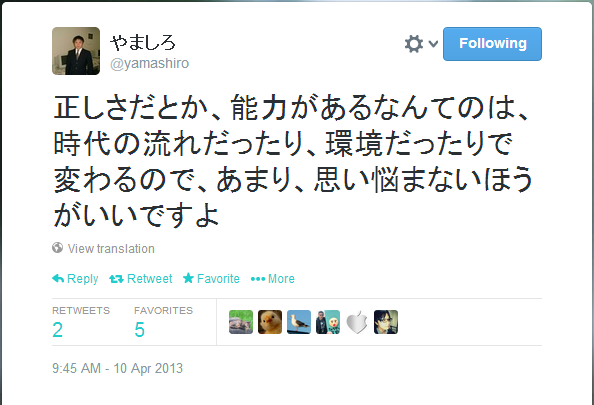 やましろ
@yamashiro
Following
正しさだとか、能力があるなんてのは、
時代の流れだったり、環境だったりで
変わるので、あまり、思い悩まないほう
がいいですよ
View translation
Reply Retweet Favorite More
RETWEETS FAVORITES
2 5
9:45 AM - 10 Apr 2013